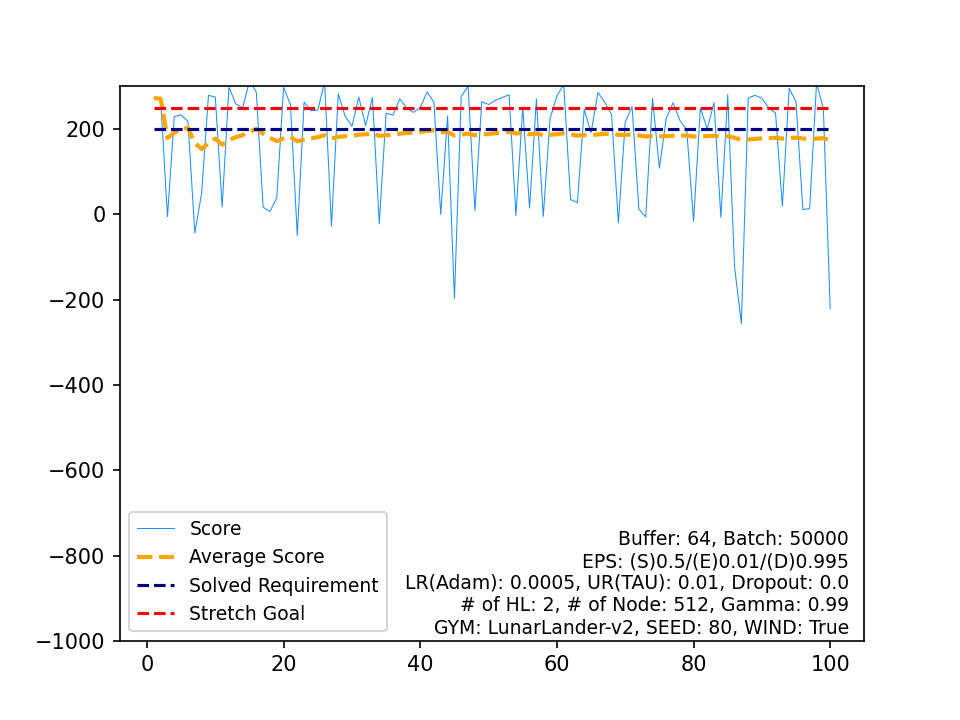 200
0
−200
−400
−600
−800
−1000
0
20
40
60
80
100
Score
Average Score
Solved Requirement
Stretch Goal
Buffer: 64, Batch: 50000
EPS: (S)0.5/(E)0.01/(D)0.995
LR(Adam): 0.0005, UR(TAU): 0.01, Dropout: 0.0
# of HL: 2, # of Node: 512, Gamma: 0.99
GYM: LunarLander-v2, SEED: 80, WIND: True